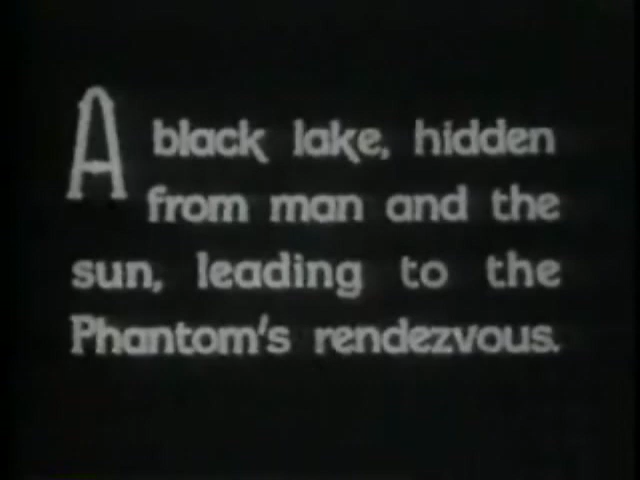 A black lake, hidden
from man and the
sun, leading to the
Phantom's rendezvous.